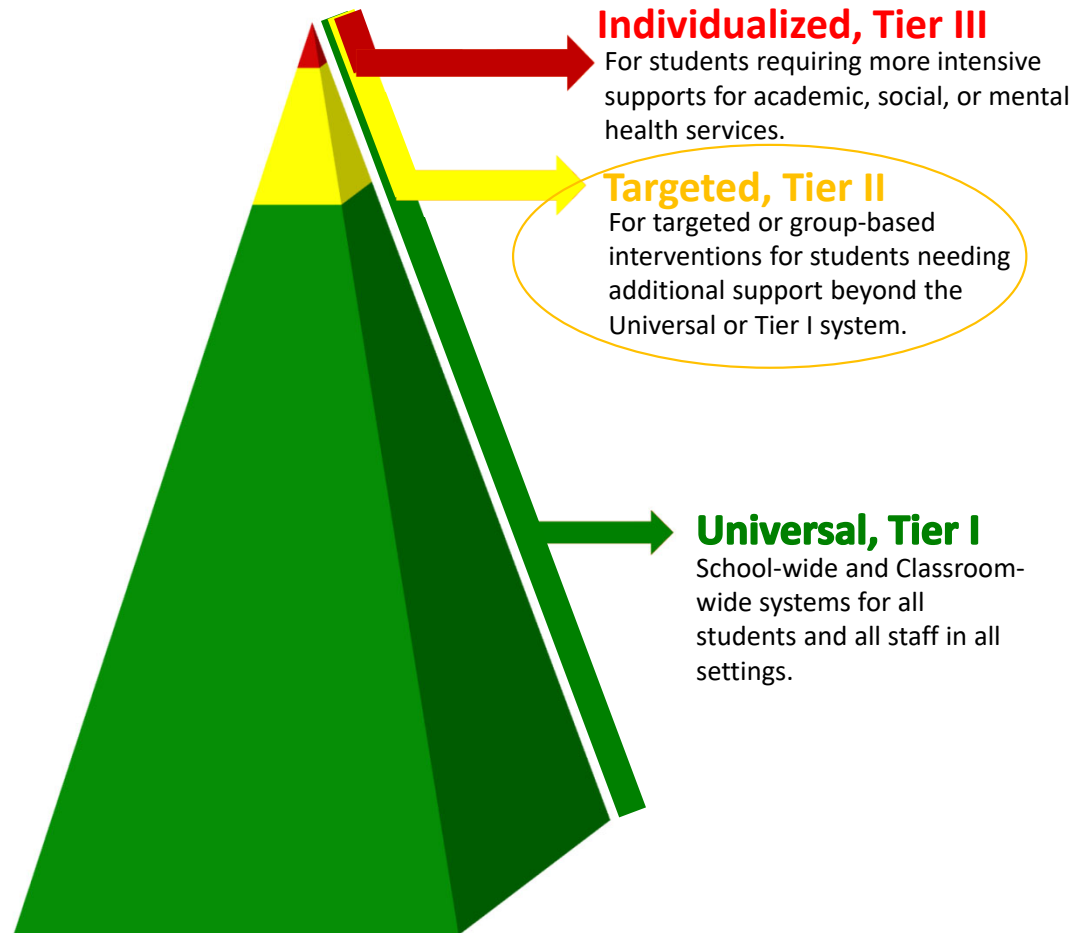 Individualized, Tier III
For students requiring more intensive
supports for academic, social, or mental
health services.
Targeted, Tier II
For targeted or group-based
interventions for students needing
additional support beyond the
Universal or Tier I system.
Universal, Tier I
School-wide and Classroom-
wide systems for all
students and all staff in all
settings.